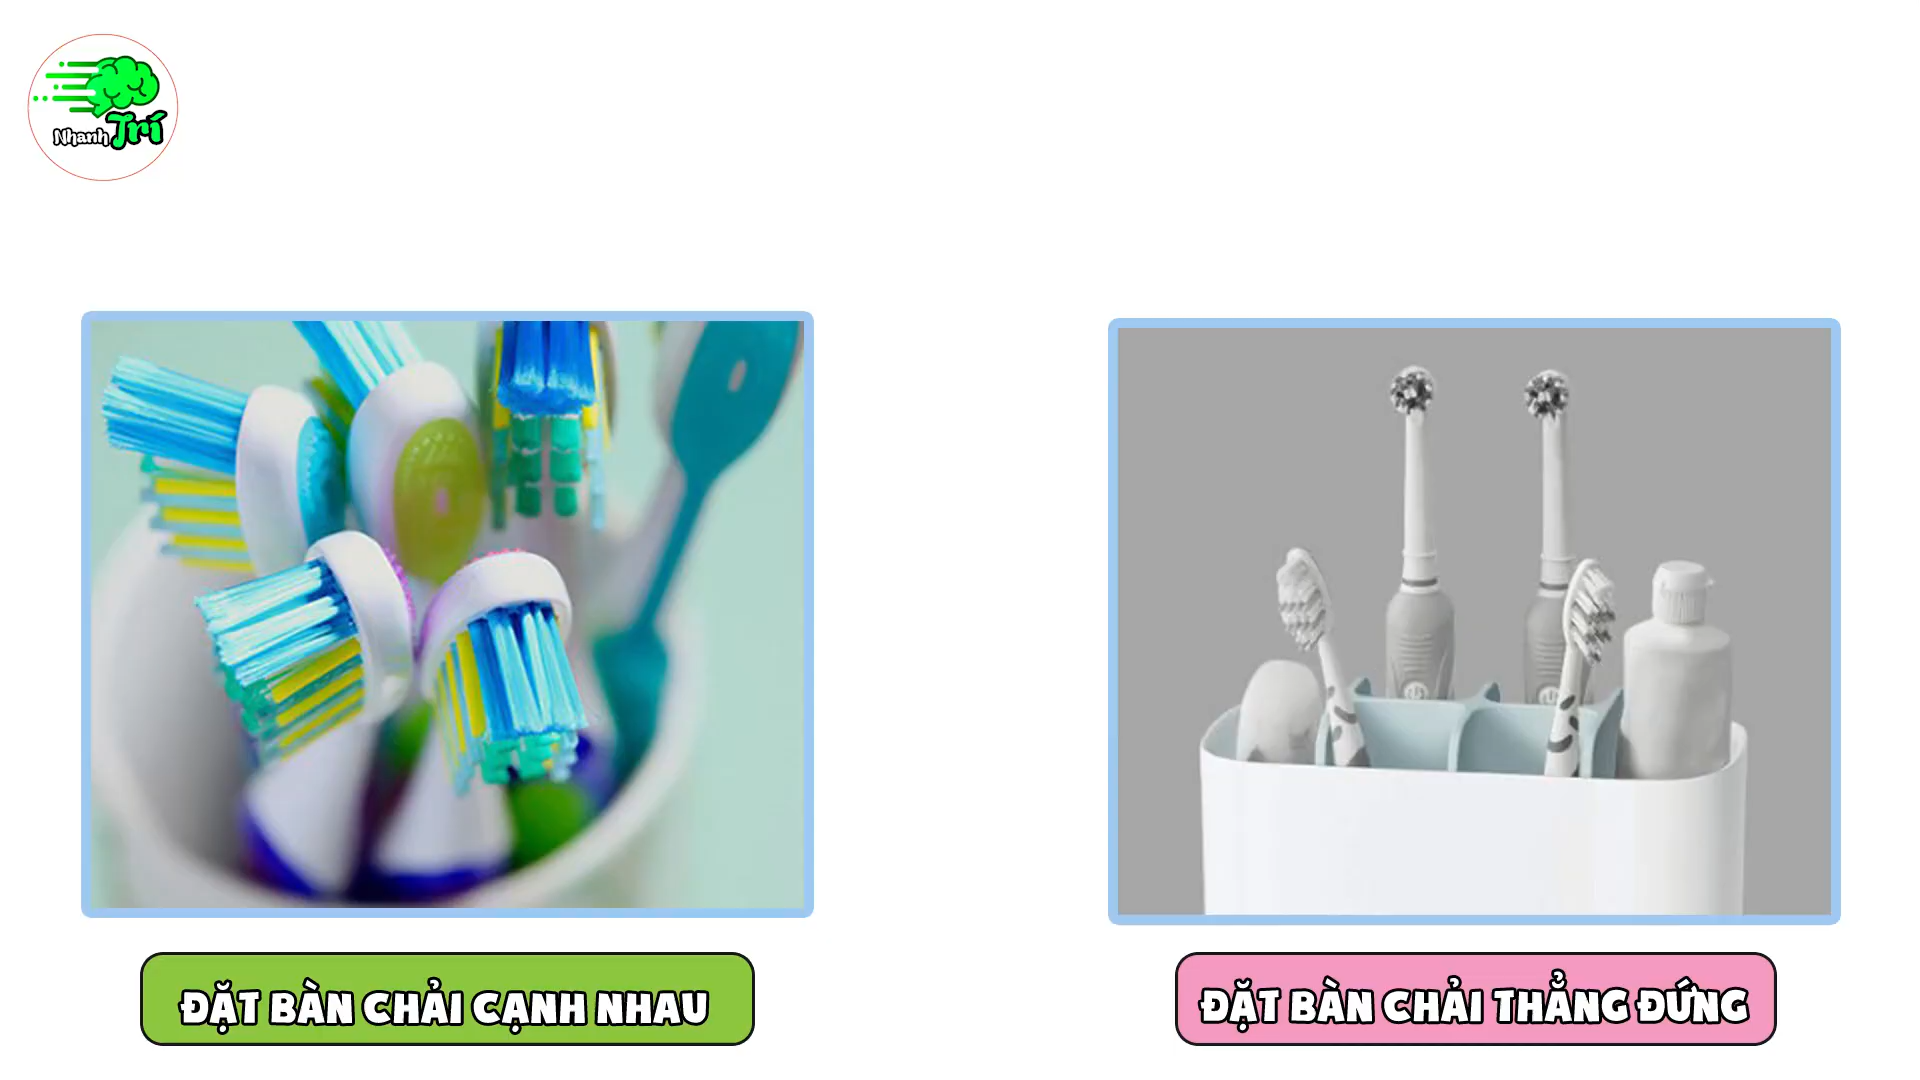 Nhanh Trí
ĐẶT BÀN CHẢI CẠNH NHAU
ĐẶT BÀN CHẢI THẲNG ĐỨNG